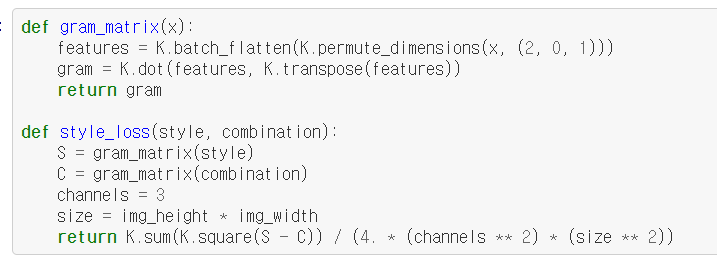 def gram_matrix(x):
    features = K.batch_flatten(K.permute_dimensions(x, (2, 0, 1)))
    gram = K.dot(features, K.transpose(features))
    return gram

def style_loss(style, combination):
    S = gram_matrix(style)
    C = gram_matrix(combination)
    channels = 3
    size = img_height * img_width
    return K.sum(K.square(S - C)) / (4. * (channels ** 2) * (size ** 2))